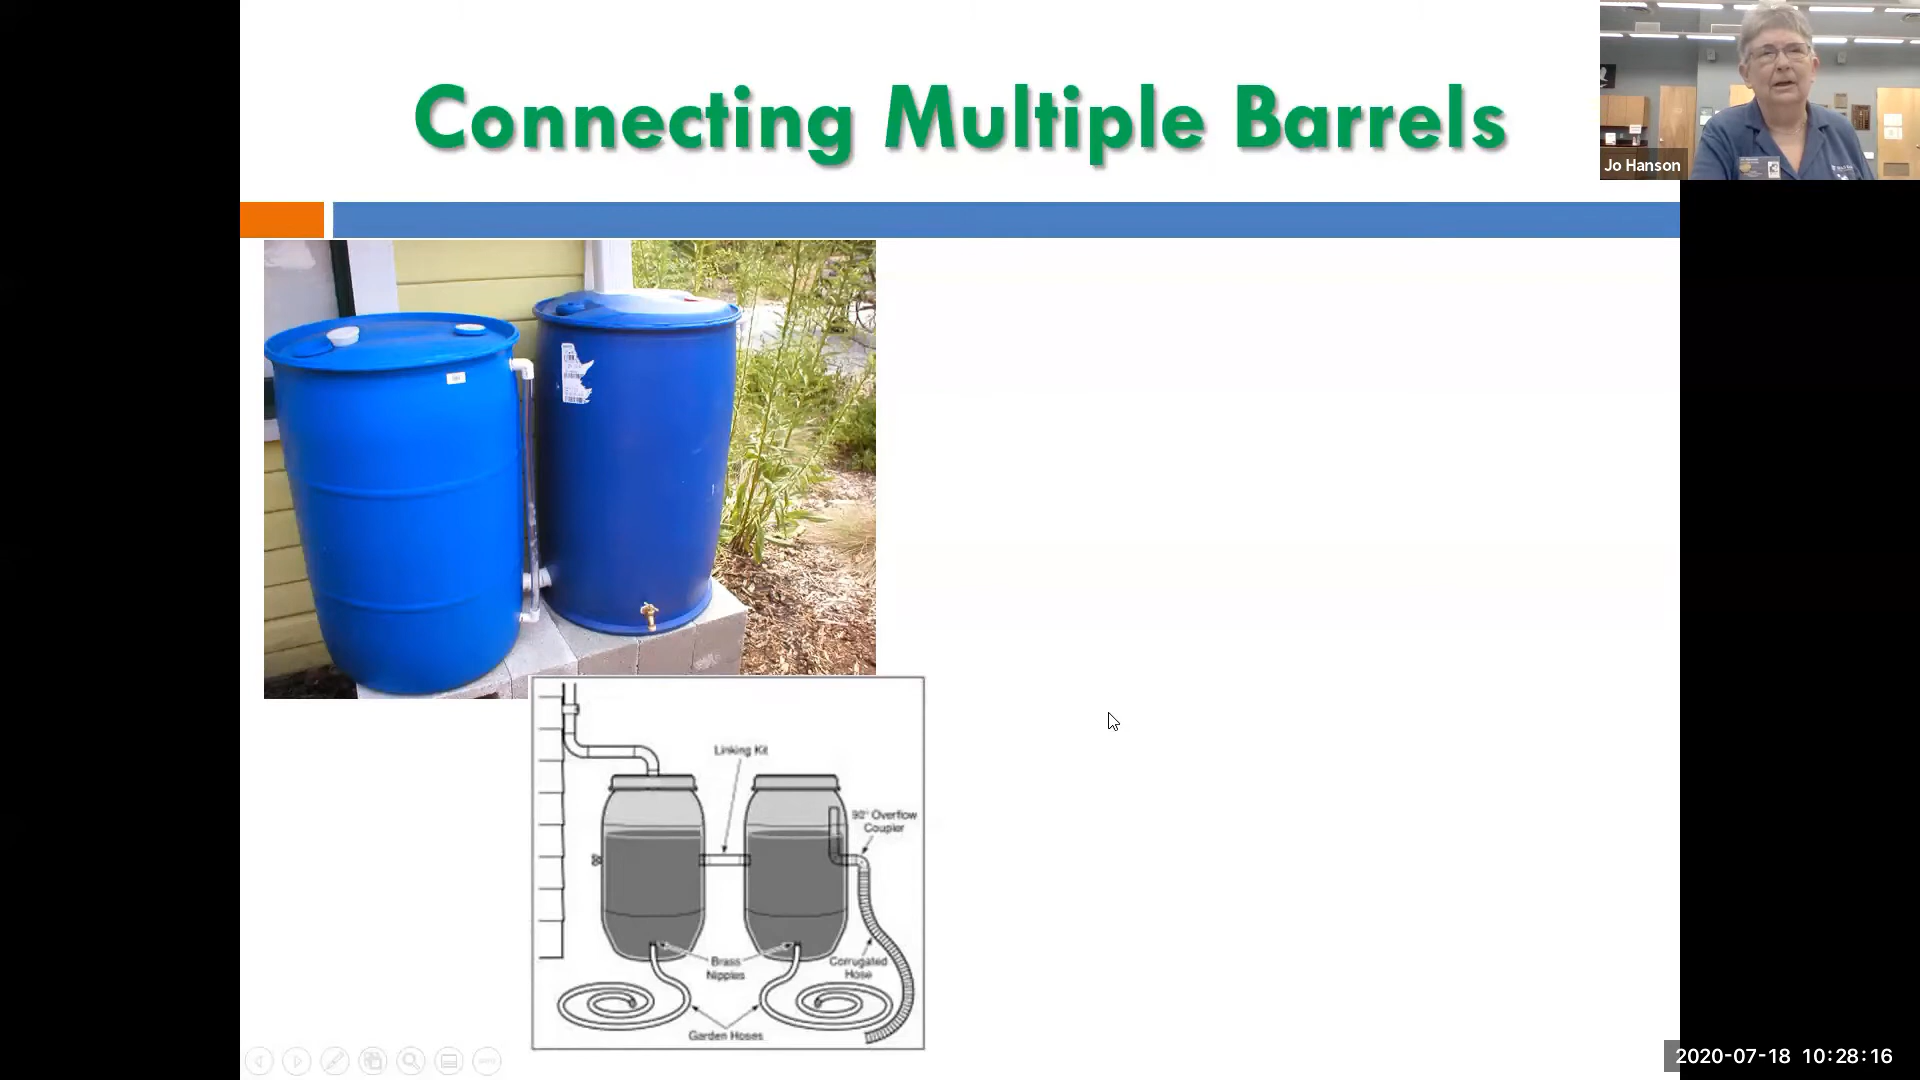 Connecting Multiple Barrels
Jo Hanson
Linking Kit
90° Overflow
Coupler
Brass
Nipples
Corrugated
Hose
Garden Hoses
2020-07-18 10:28:16